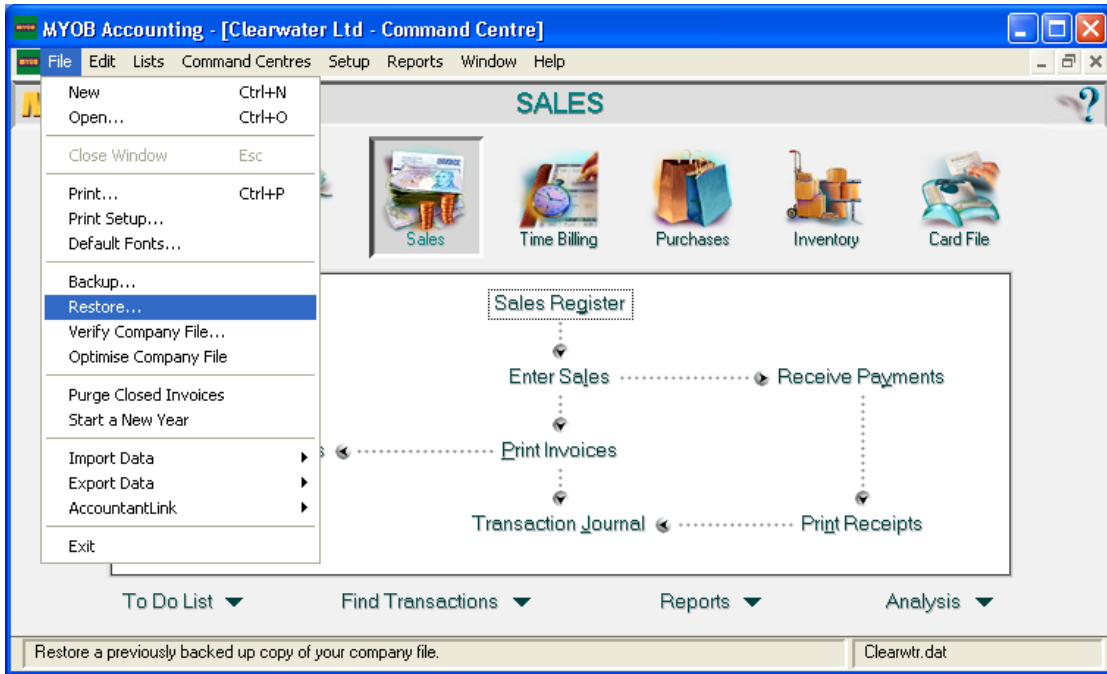 MYOB Accounting - [Clearwater Ltd - Command Centre]
File Edit Lists Command Centres Setup Reports Window Help
SALES
New Ctrl+N
Open... Ctrl+O
Close Window Esc
Print... Ctrl+P
Print Setup...
Default Fonts...
Backup...
Restore...
Verify Company File...
Optimise Company File
Purge Closed Invoices
Start a New Year
Import Data
Export Data
AccountantLink
Exit
Sales Time Billing Purchases Inventory Card File
Sales Register
Enter Sales Receive Payments
Print Invoices
Transaction Journal Print Receipts
To Do List Find Transactions Reports Analysis
Restore a previously backed up copy of your company file. Clearwtr.dat